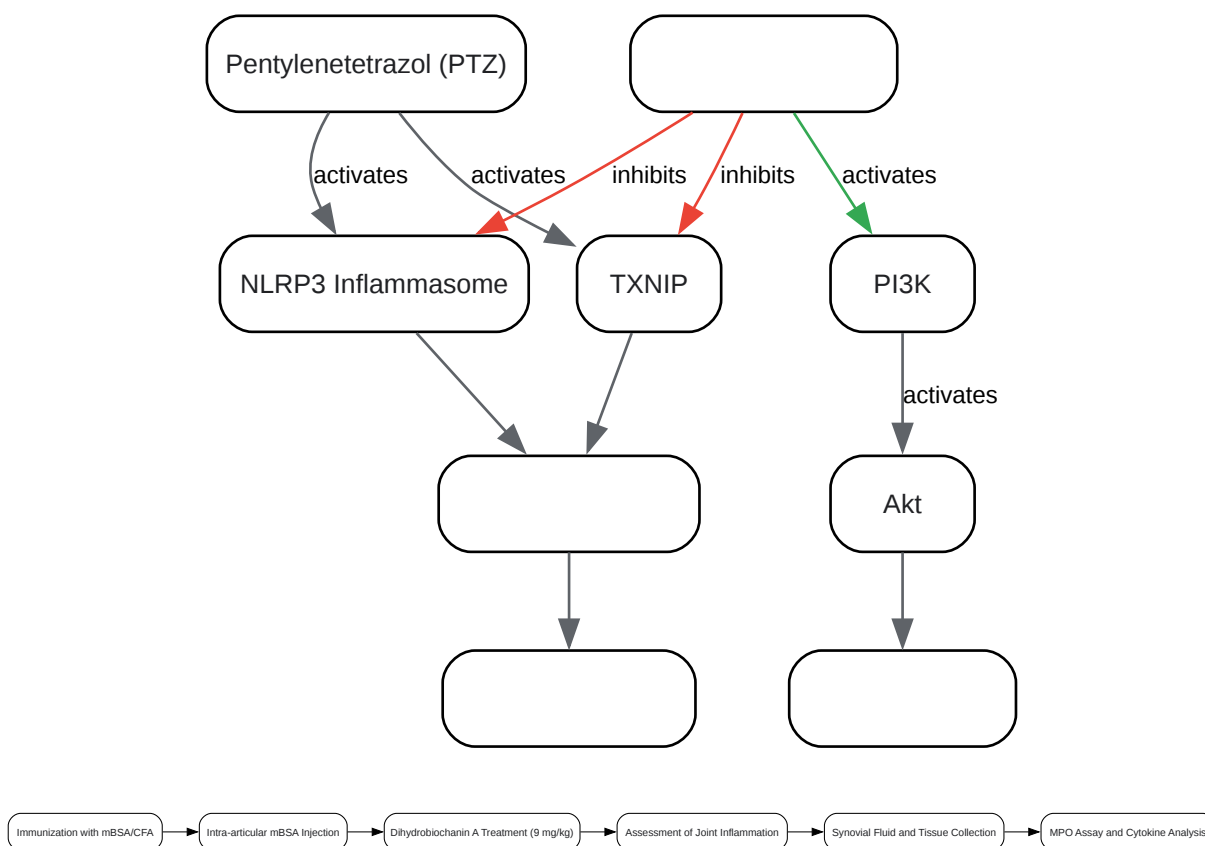 Pentylenetetrazol (PTZ)
activates
activates
inhibits
inhibits
activates
NLRP3 Inflammasome
TXNIP
PI3K
activates
Akt
Immunization with mBSA/CFA
Intra-articular mBSA Injection
Dihydrobiochanin A Treatment (9 mg/kg)
Assessment of Joint Inflammation
Synovial Fluid and Tissue Collection
MPO Assay and Cytokine Analysis